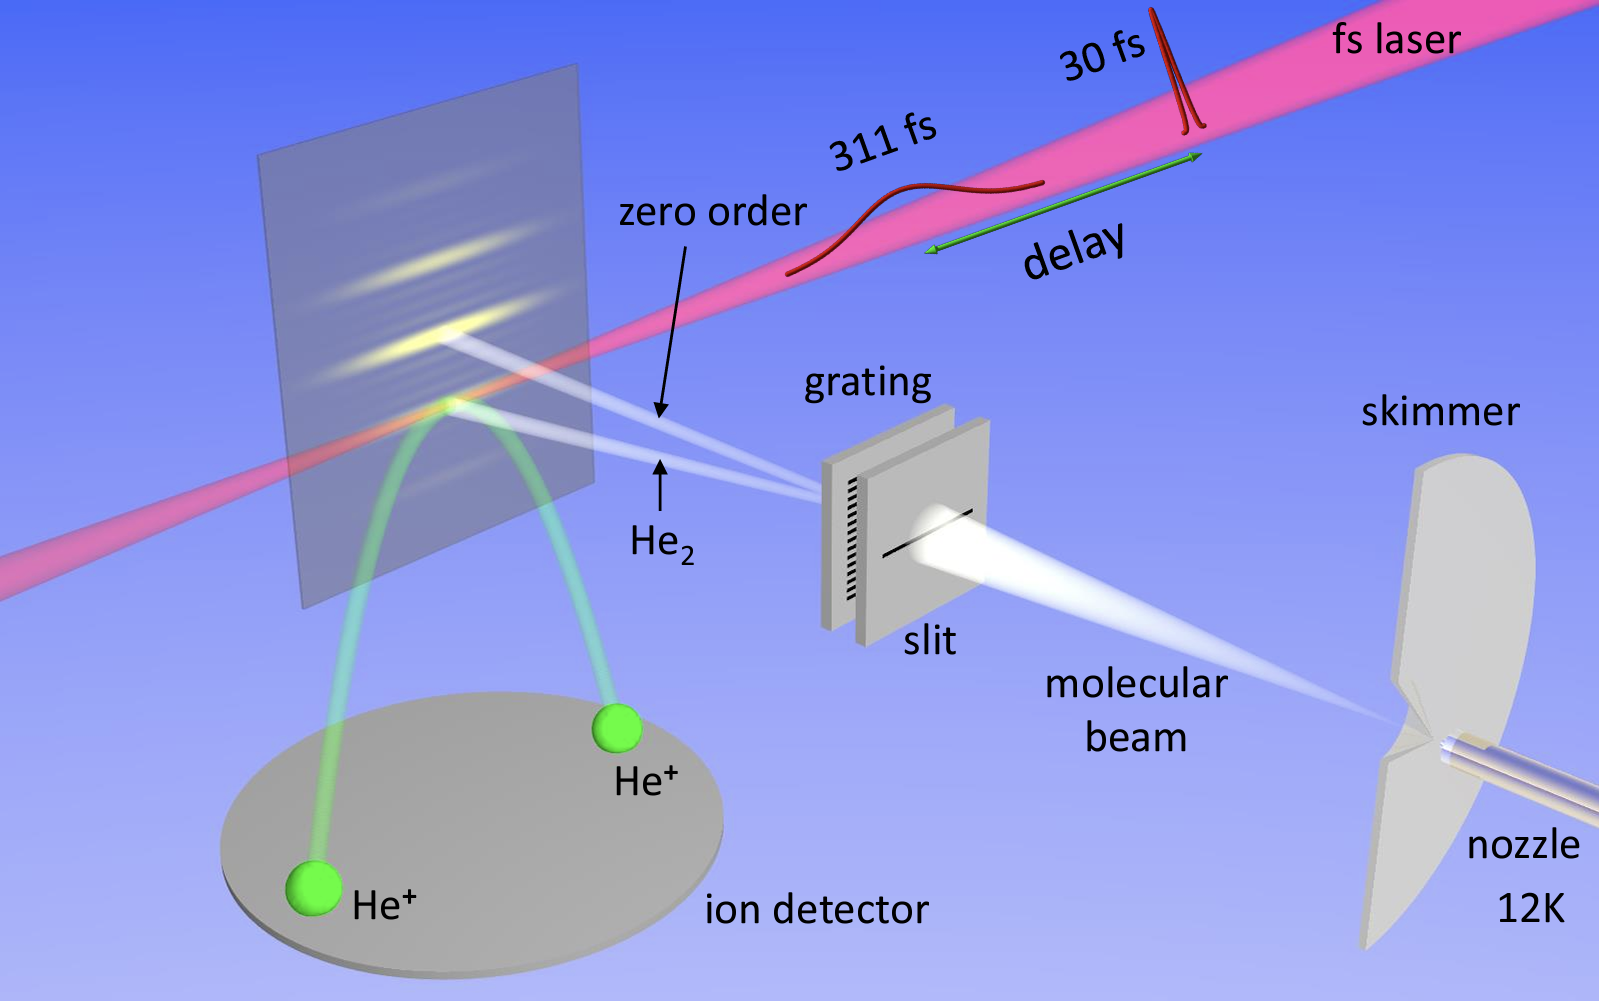 fs laser
30 fs
311 fs
delay
zero order
grating
skimmer
He₂
slit
molecular
beam
He⁺
He⁺
ion detector
nozzle
12K